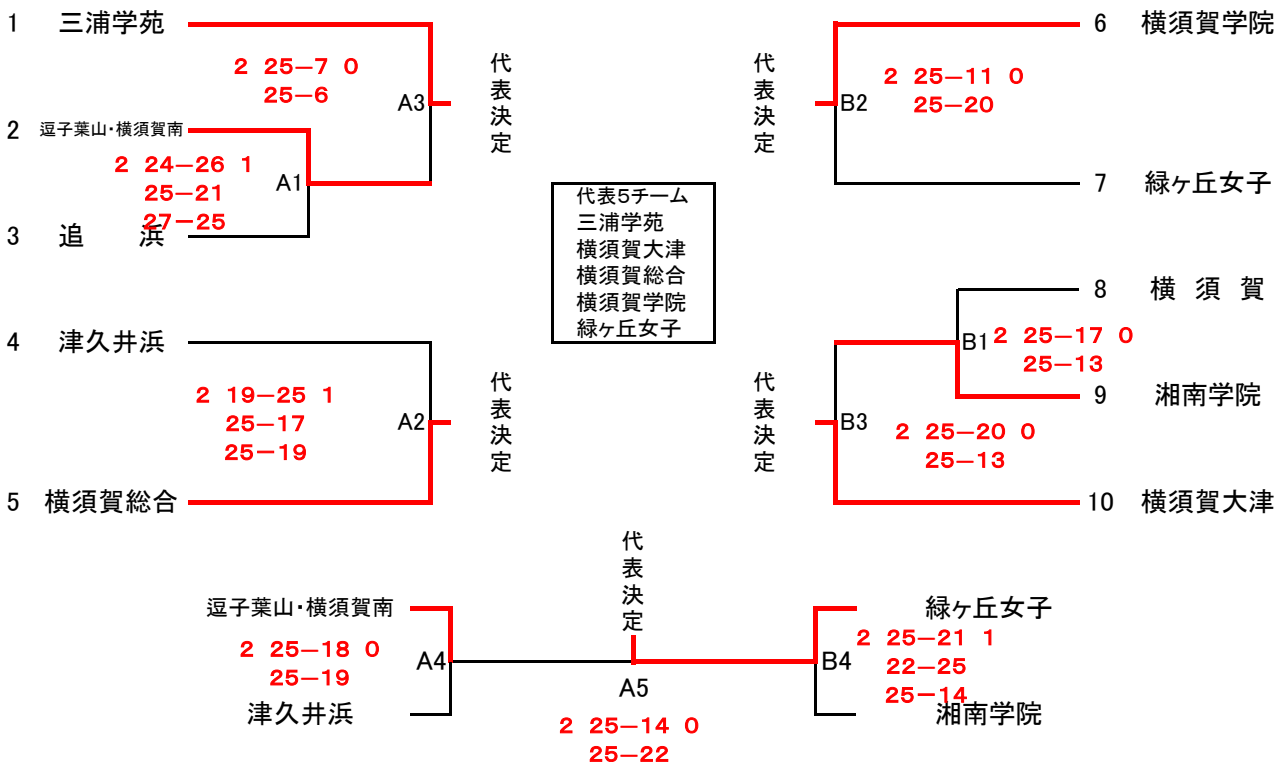 1 三浦学苑
2 25-7 0
25-6
A3
代表決定
2 逗子葉山・横須賀南
2 24-26 1
25-21
27-25
A1
3 追 浜
4 津久井浜
2 19-25 1
25-17
25-19
A2
代表決定
5 横須賀総合
代表5チーム
三浦学苑
横須賀大津
横須賀総合
横須賀学院
緑ヶ丘女子
6 横須賀学院
代表決定
B2
2 25-11 0
25-20
7 緑ヶ丘女子
8 横 須 賀
B1
2 25-17 0
25-13
9 湘南学院
代表決定
B3
2 25-20 0
25-13
10 横須賀大津
代表決定
逗子葉山・横須賀南
2 25-18 0
25-19
A4
津久井浜
A5
2 25-14 0
25-22
緑ヶ丘女子
2 25-21 1
22-25
25-14
B4
湘南学院